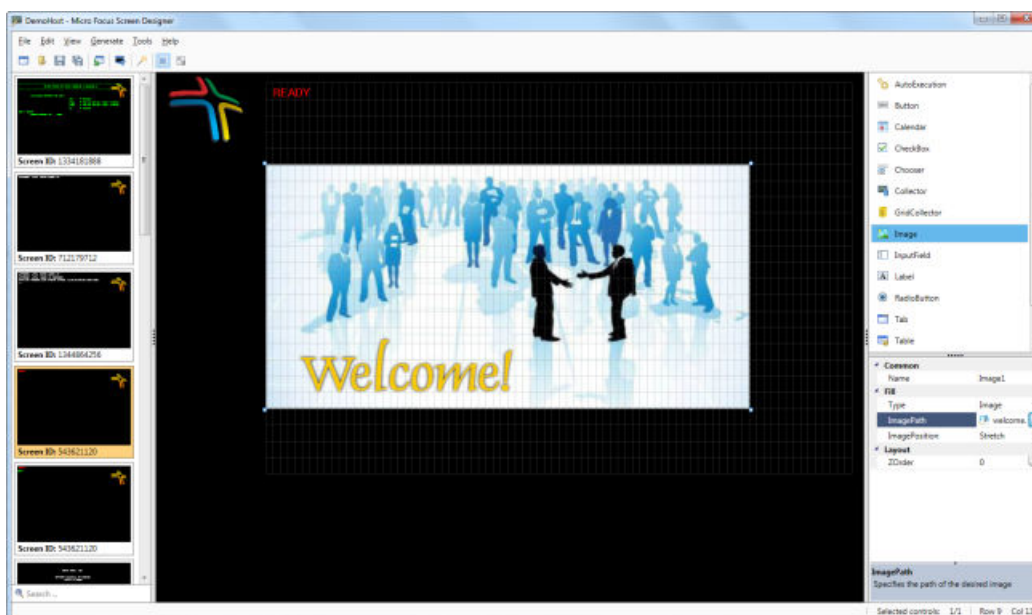 DemoHost - Micro Focus Screen Designer
File Edit View Generate Tools Help
Screen ID: 1334181888
Screen ID: 712179712
Screen ID: 1344864256
Screen ID: 543621120
Screen ID: 543621120
Search ...
READY
Welcome!
AutoExecution
Button
Calendar
CheckBox
Chooser
Collector
GridCollector
Image
InputField
Label
RadioButton
Tab
Table
Common
Name Image1
Fill
Type Image
ImagePath welcome.
ImagePosition Stretch
Layout
ZOrder 0
ImagePath
Specifies the path of the desired image
Selected controls: 1/1 Row 9